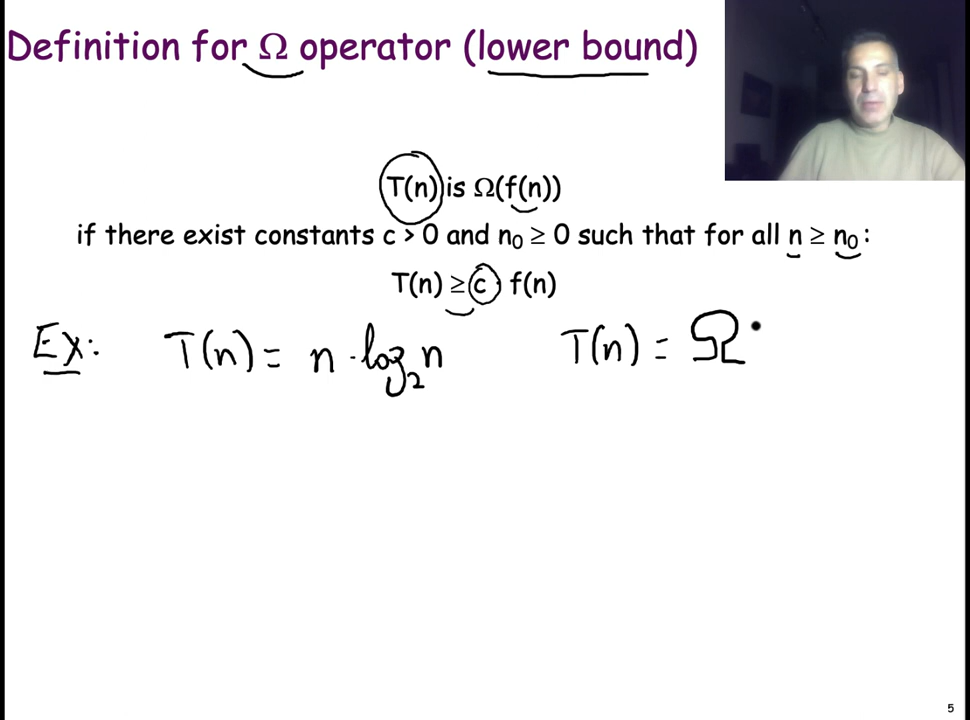 Definition for Ω operator (lower bound)
T(n) is Ω(f(n))
if there exist constants c > 0 and n₀ ≥ 0 such that for all n ≥ n₀:
T(n) ≥ c · f(n)
Ex: T(n) = n · log₂ n T(n) = Ω
5